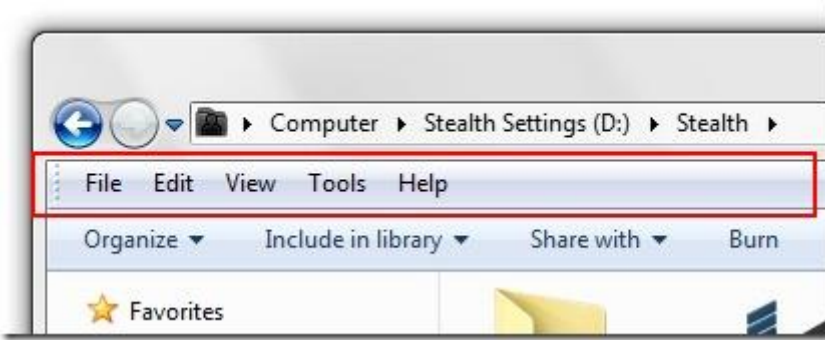 Computer Stealth Settings (D:) Stealth
File Edit View Tools Help
Organize Include in library Share with Burn
Favorites